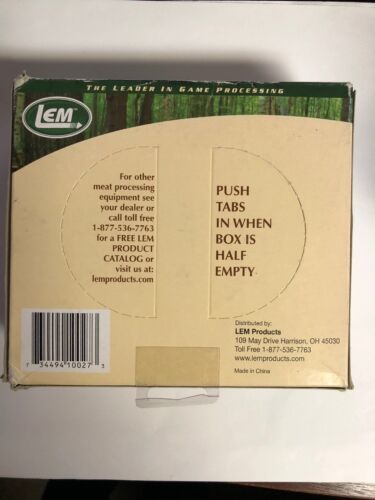 THE LEADER IN GAME PROCESSING
LEM
For other
meat processing
equipment see
your dealer or
call toll free
1-877-536-7763
for a FREE LEM
PRODUCT
CATALOG or
visit us at:
lemproducts.com
PUSH
TABS
IN WHEN
BOX IS
HALF
EMPTY
Distributed by:
LEM Products
109 May Drive Harrison, OH 45030
Toll Free 1-877-536-7763
www.lemproducts.com
Made in China
7 34494 10027 3